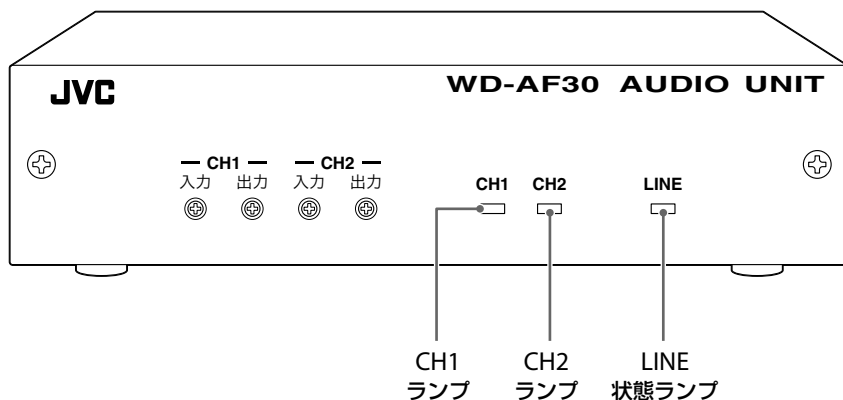 JVC
WD-AF30 AUDIO UNIT
CH1 CH2
入力 出力 入力 出力
CH1 CH2 LINE
CH1 CH2 LINE
ランプ ランプ 状態ランプ